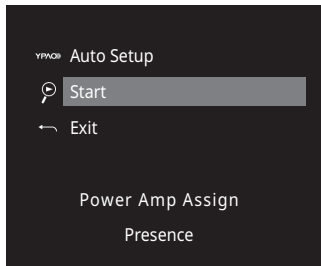 YPAO Auto Setup
Start
Exit
Power Amp Assign
Presence